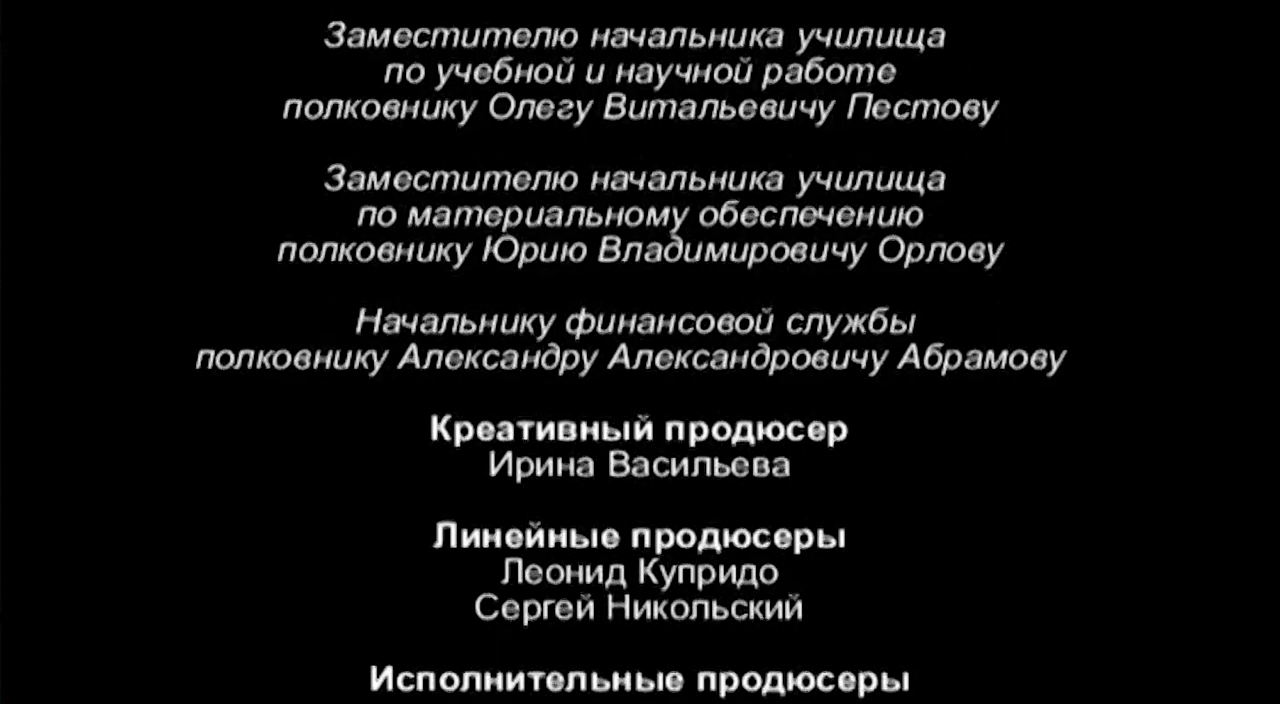 Заместителю начальника училища
по учебной и научной работе
полковнику Олегу Витальевичу Пестову
Заместителю начальника училища
по материальному обеспечению
полковнику Юрию Владимировичу Орлову
Начальнику финансовой службы
полковнику Александру Александровичу Абрамову
Креативный продюсер
Ирина Васильева
Линейные продюсеры
Леонид Купридо
Сергей Никольский
Исполнительные продюсеры